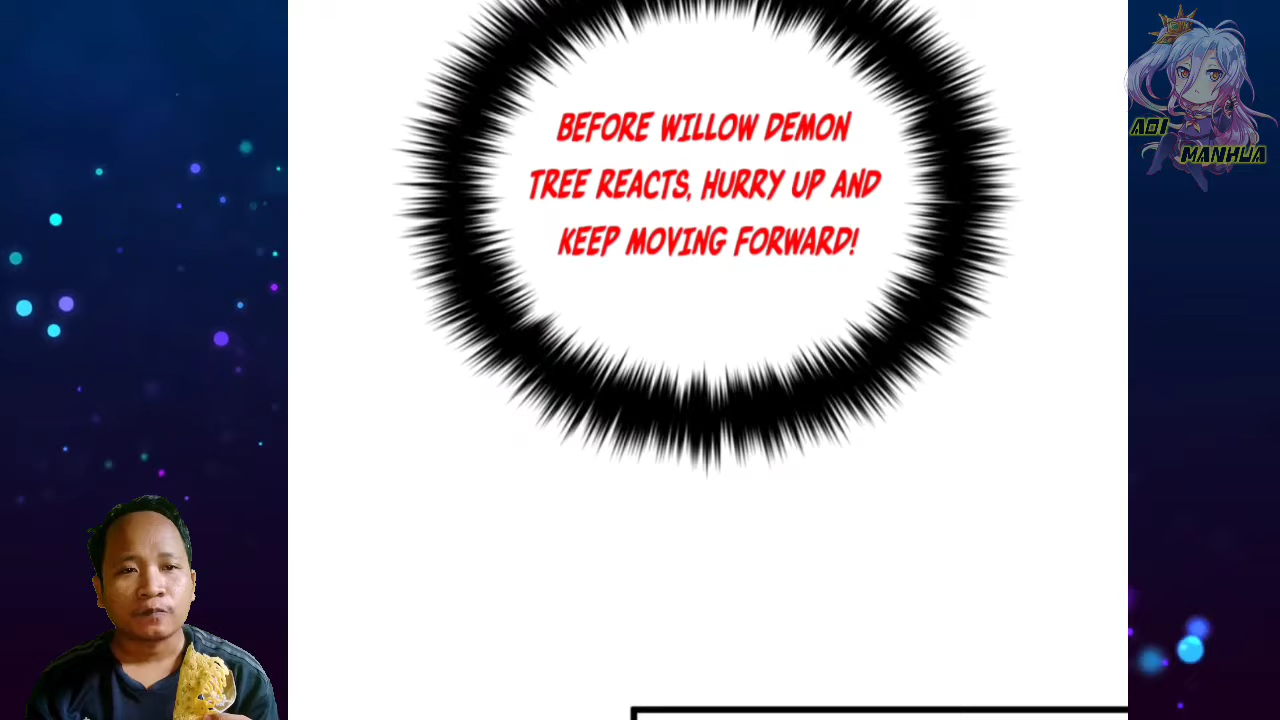 BEFORE WILLOW DEMON
TREE REACTS, HURRY UP AND
KEEP MOVING FORWARD!
AOI
MANHUA